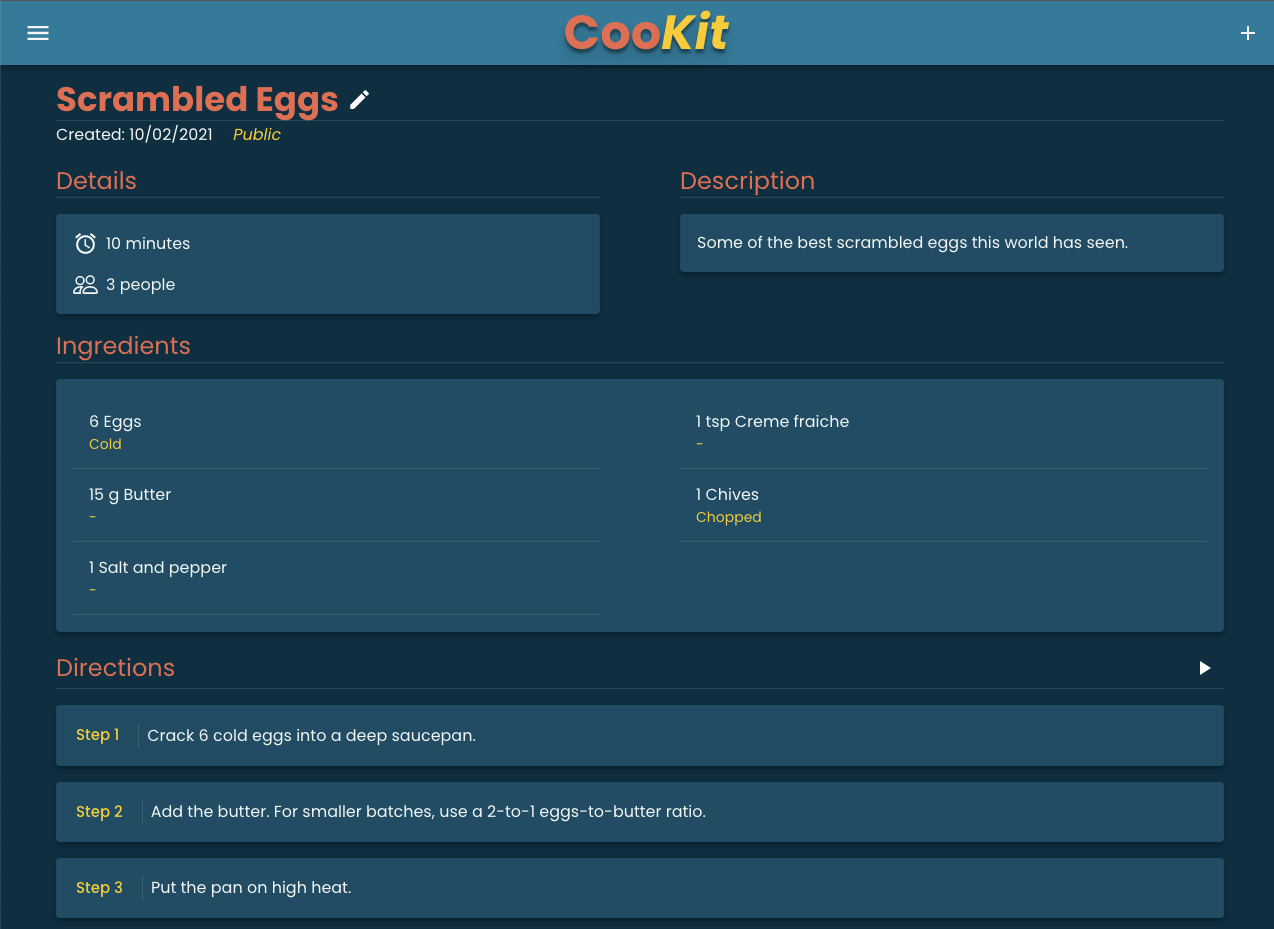 CooKit
Scrambled Eggs
Created: 10/02/2021 Public
Details
10 minutes
3 people
Description
Some of the best scrambled eggs this world has seen.
Ingredients
6 Eggs
Cold
15 g Butter
-
1 Salt and pepper
-
1 tsp Creme fraiche
-
1 Chives
Chopped
Directions
Step 1 Crack 6 cold eggs into a deep saucepan.
Step 2 Add the butter. For smaller batches, use a 2-to-1 eggs-to-butter ratio.
Step 3 Put the pan on high heat.